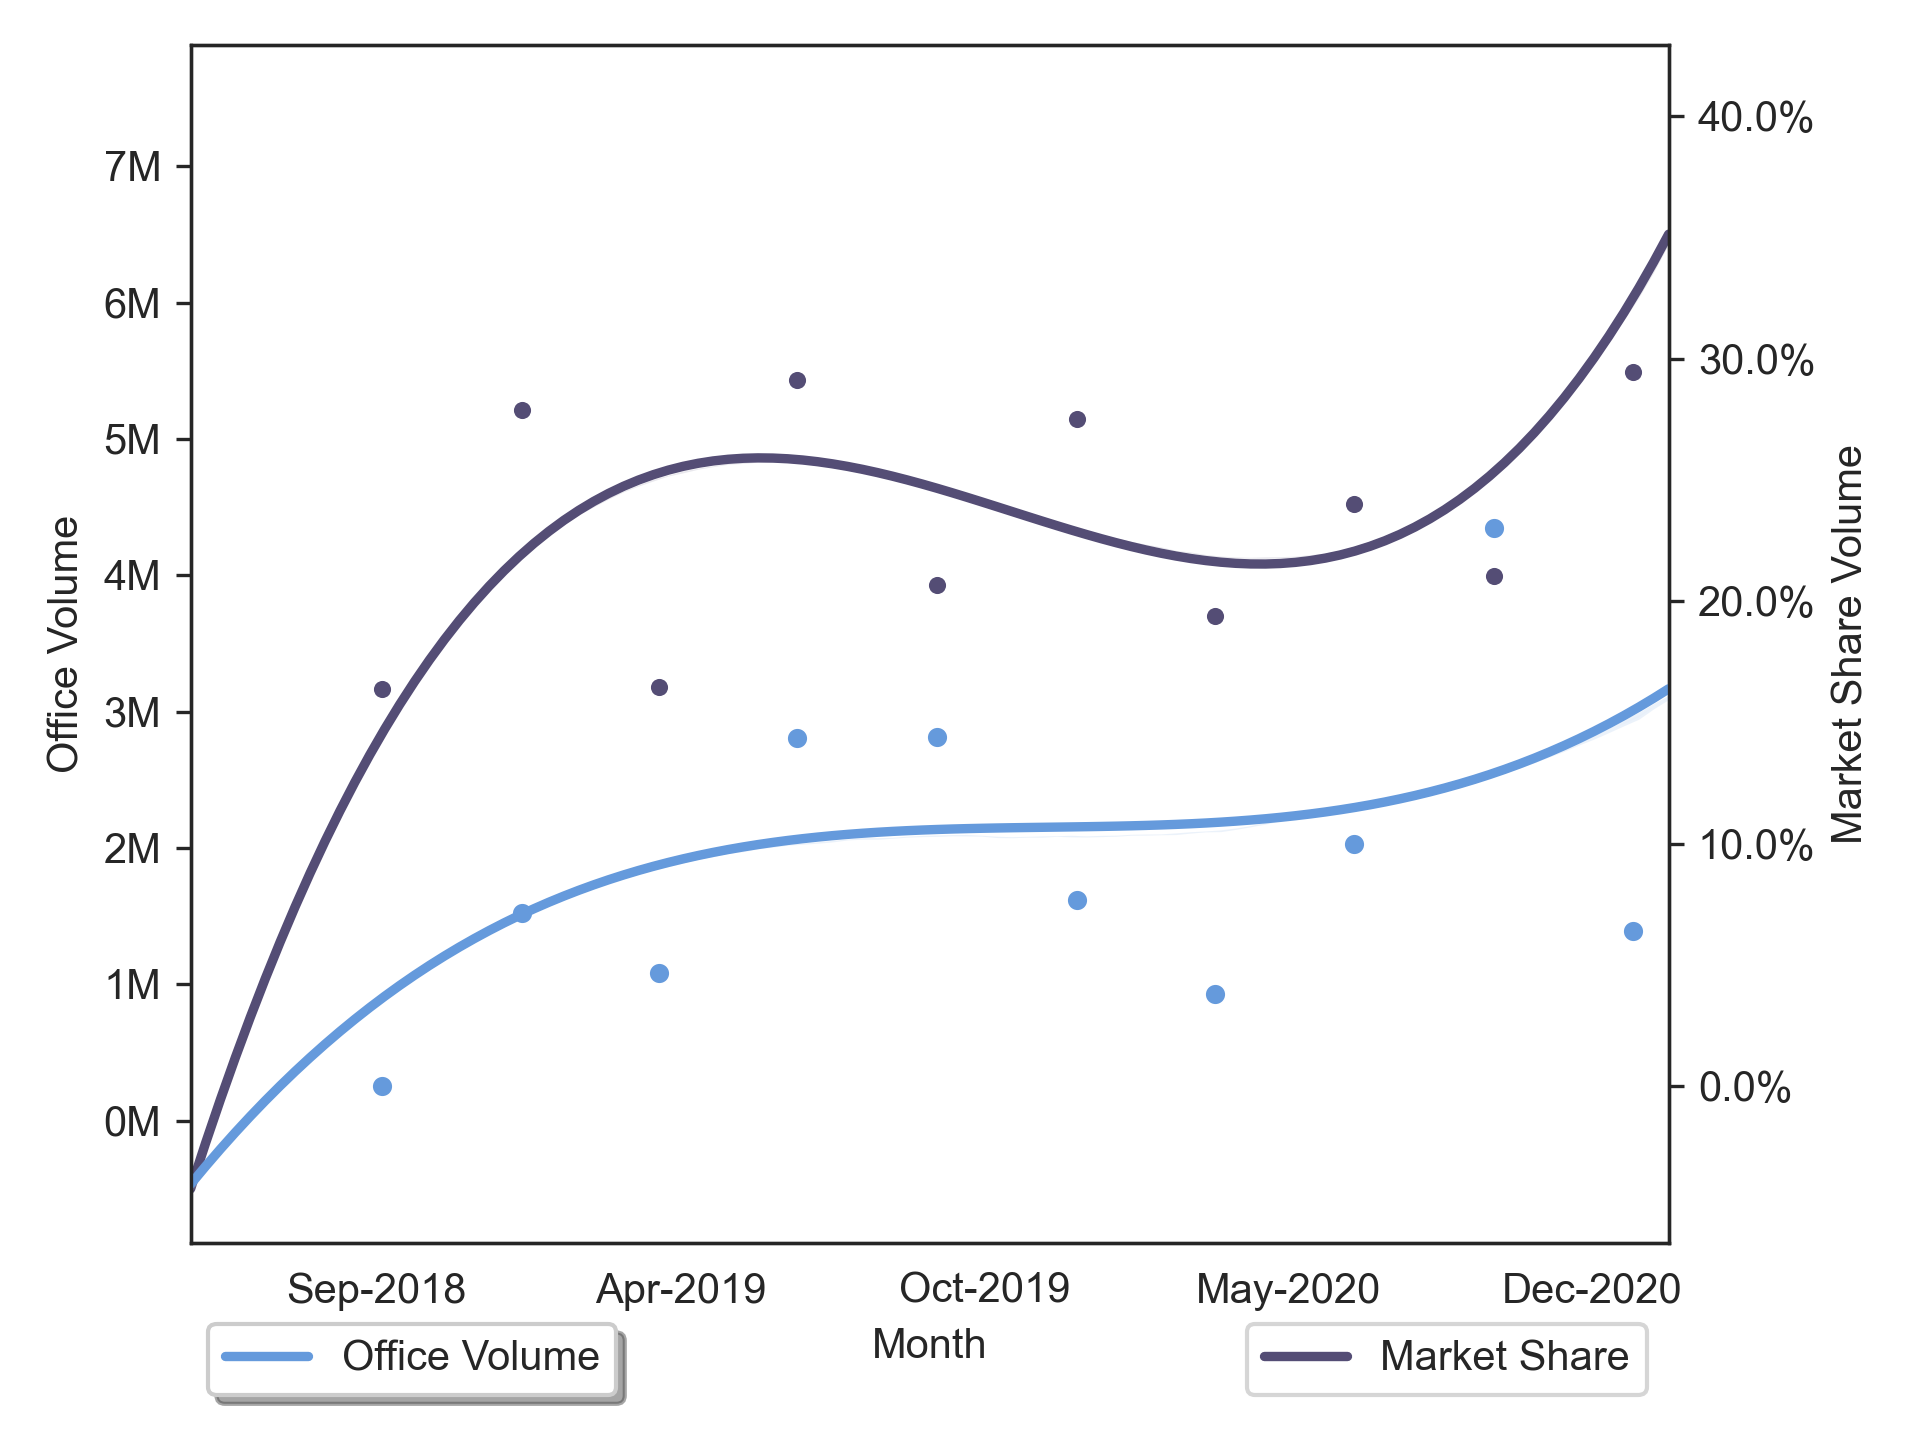 7M
6M
5M
4M
3M
2M
1M
0M
Office Volume
40.0%
30.0%
20.0%
10.0%
0.0%
Market Share Volume
Sep-2018 Apr-2019 Oct-2019 May-2020 Dec-2020
Month
Office Volume
Market Share